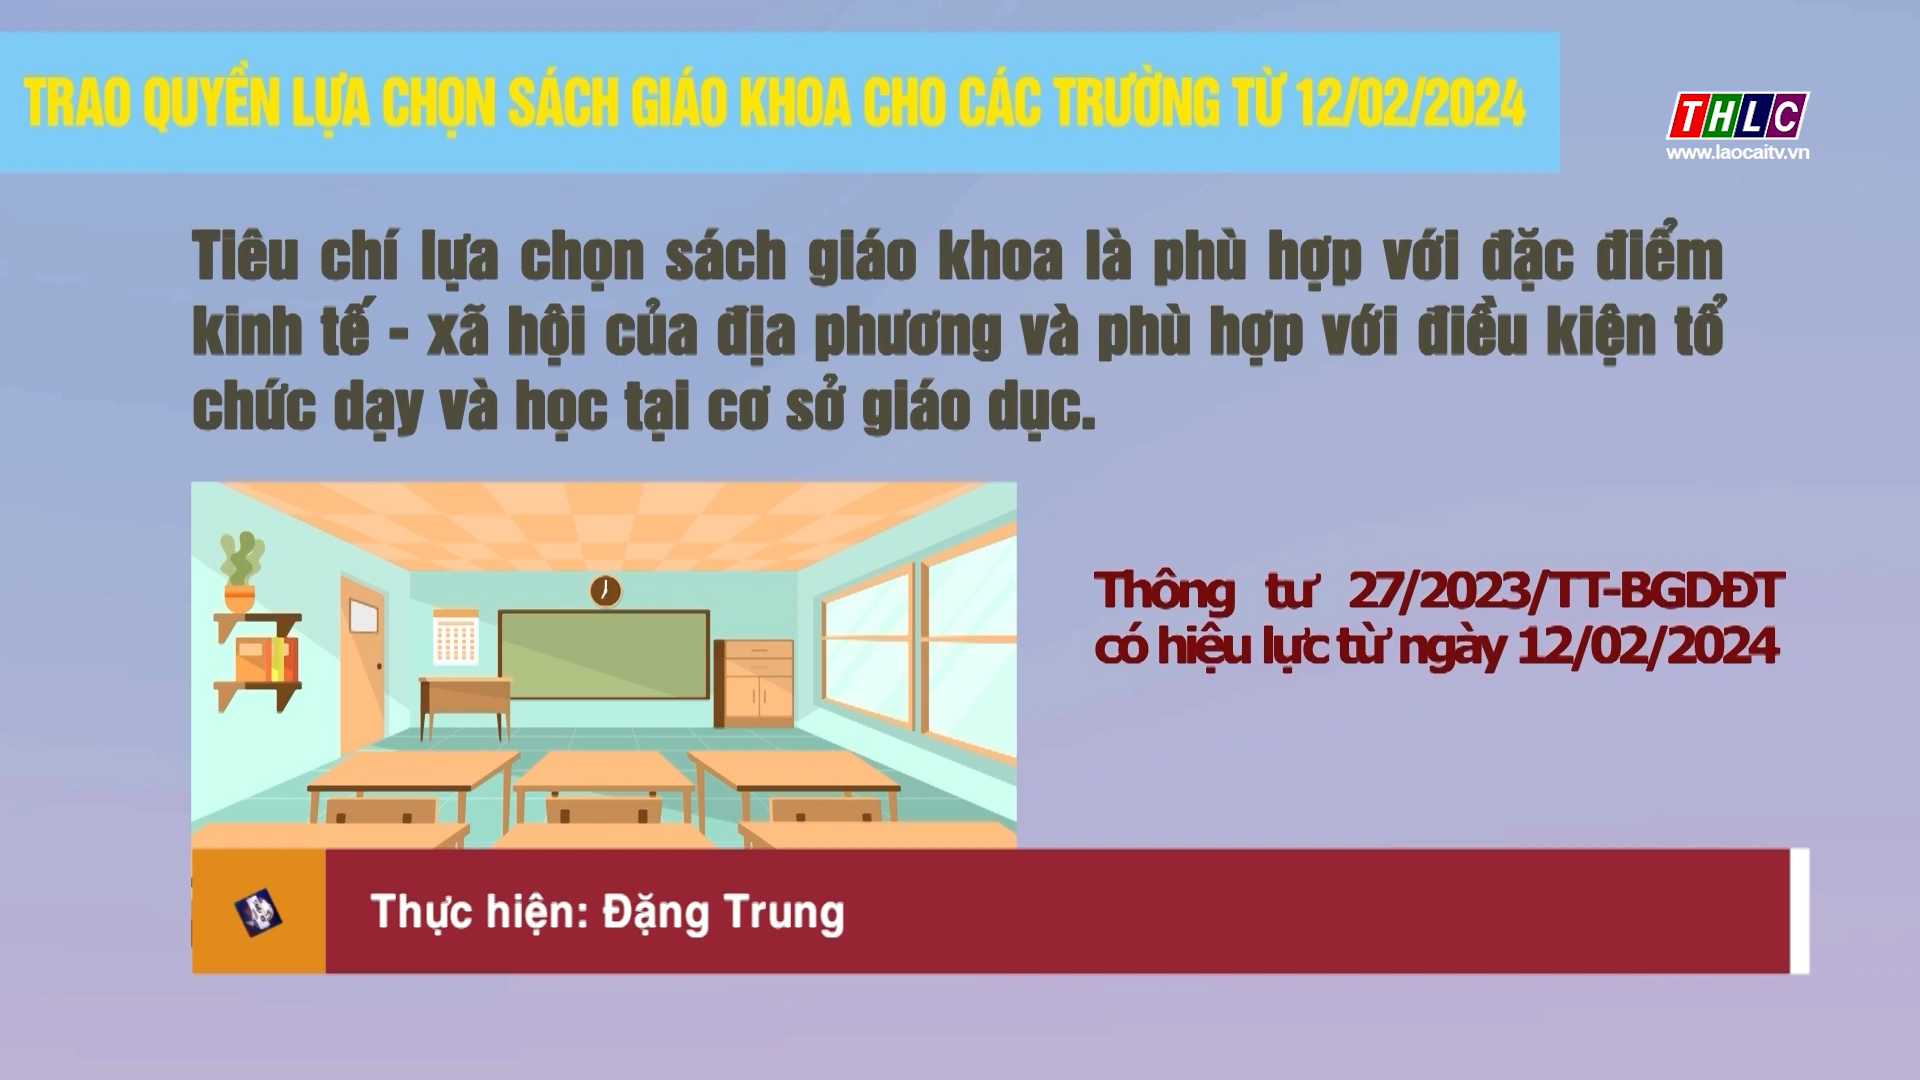 TRAO QUYỀN LỰA CHỌN SÁCH GIÁO KHOA CHO CÁC TRƯỜNG TỪ 12/02/2024
THLC
www.laocaitv.vn
Tiêu chí lựa chọn sách giáo khoa là phù hợp với đặc điểm
kinh tế - xã hội của địa phương và phù hợp với điều kiện tổ
chức dạy và học tại cơ sở giáo dục.
Thông tư 27/2023/TT-BGDĐT
có hiệu lực từ ngày 12/02/2024
Thực hiện: Đặng Trung